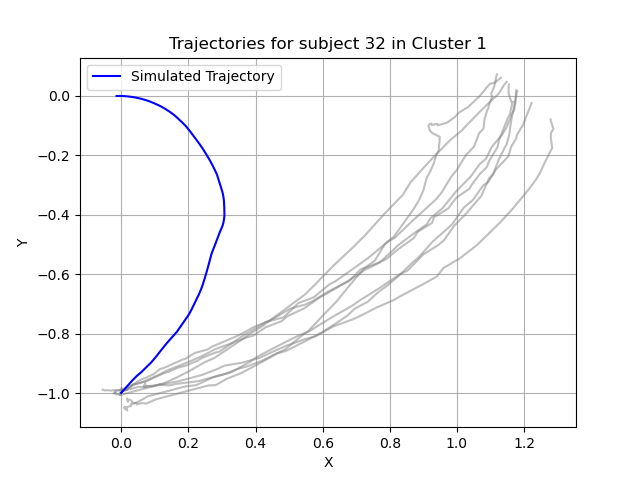 Trajectories for subject 32 in Cluster 1
Simulated Trajectory
0.0
−0.2
−0.4
−0.6
−0.8
−1.0
Y
0.0 0.2 0.4 0.6 0.8 1.0 1.2
X